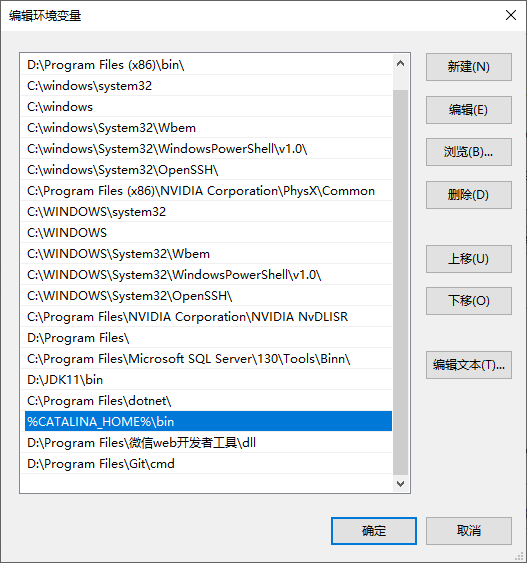 编辑环境变量
D:\Program Files (x86)\bin\
C:\windows\system32
C:\windows
C:\windows\System32\Wbem
C:\windows\System32\WindowsPowerShell\v1.0\
C:\windows\System32\OpenSSH\
C:\Program Files (x86)\NVIDIA Corporation\PhysX\Common
C:\WINDOWS\system32
C:\WINDOWS
C:\WINDOWS\System32\Wbem
C:\WINDOWS\System32\WindowsPowerShell\v1.0\
C:\WINDOWS\System32\OpenSSH\
C:\Program Files\NVIDIA Corporation\NVIDIA NvDLISR
D:\Program Files\
C:\Program Files\Microsoft SQL Server\130\Tools\Binn\
D:\JDK11\bin
C:\Program Files\dotnet\
%CATALINA_HOME%\bin
D:\Program Files\微信web开发者工具\dll
D:\Program Files\Git\cmd
新建(N)
编辑(E)
浏览(B)...
删除(D)
上移(U)
下移(O)
编辑文本(T)...
确定
取消